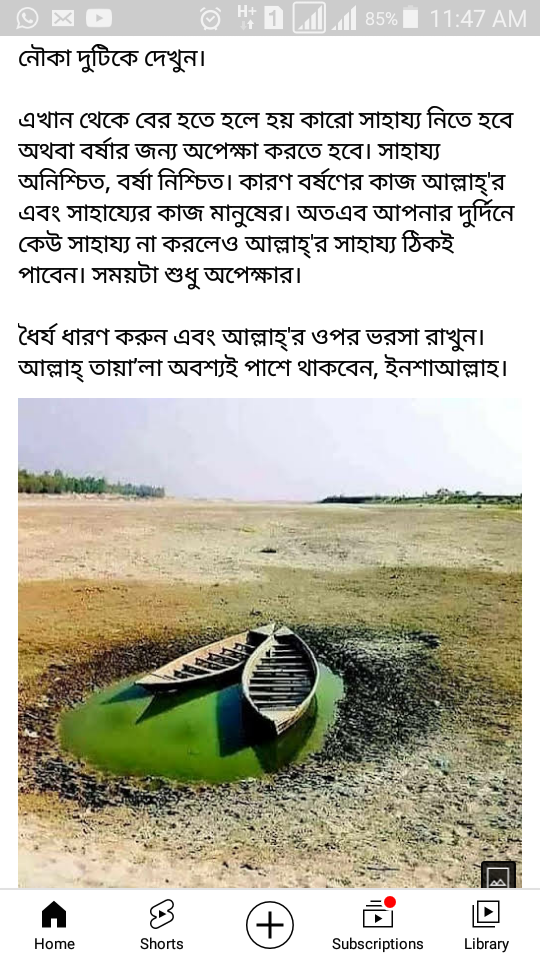 H+
1
85%
11:47 AM
নৌকা দুটিকে দেখুন।
এখান থেকে বের হতে হলে হয় কারো সাহায্য নিতে হবে
অথবা বর্ষার জন্য অপেক্ষা করতে হবে। সাহায্য
অনিশ্চিত, বর্ষা নিশ্চিত। কারণ বর্ষণের কাজ আল্লাহ্'র
এবং সাহায্যের কাজ মানুষের। অতএব আপনার দুর্দিনে
কেউ সাহায্য না করলেও আল্লাহ্'র সাহায্য ঠিকই
পাবেন। সময়টা শুধু অপেক্ষার।
ধৈর্য ধারণ করুন এবং আল্লাহ্'র ওপর ভরসা রাখুন।
আল্লাহ্ তায়া’লা অবশ্যই পাশে থাকবেন, ইনশাআল্লাহ।
Home
Shorts
Subscriptions
Library